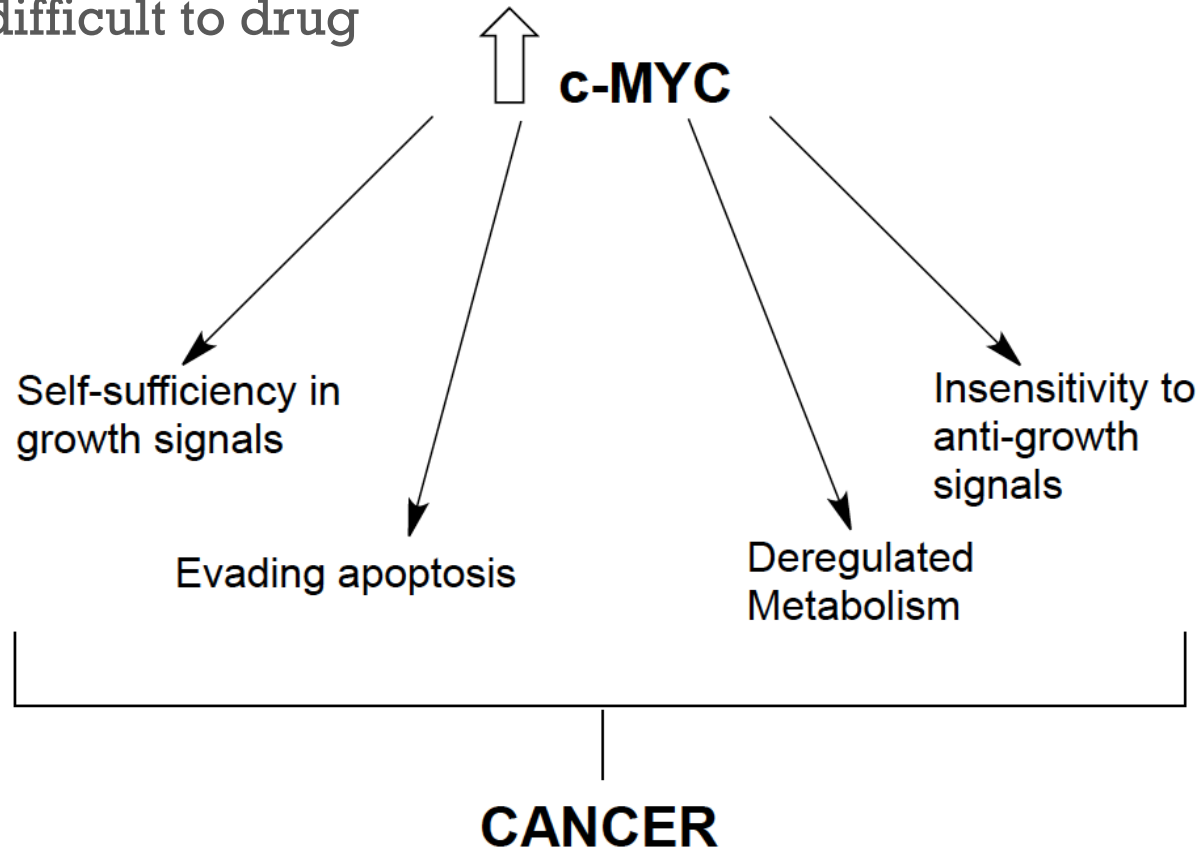 difficult to drug
c-MYC
Self-sufficiency in
growth signals
Insensitivity to
anti-growth
signals
Evading apoptosis
Deregulated
Metabolism
CANCER